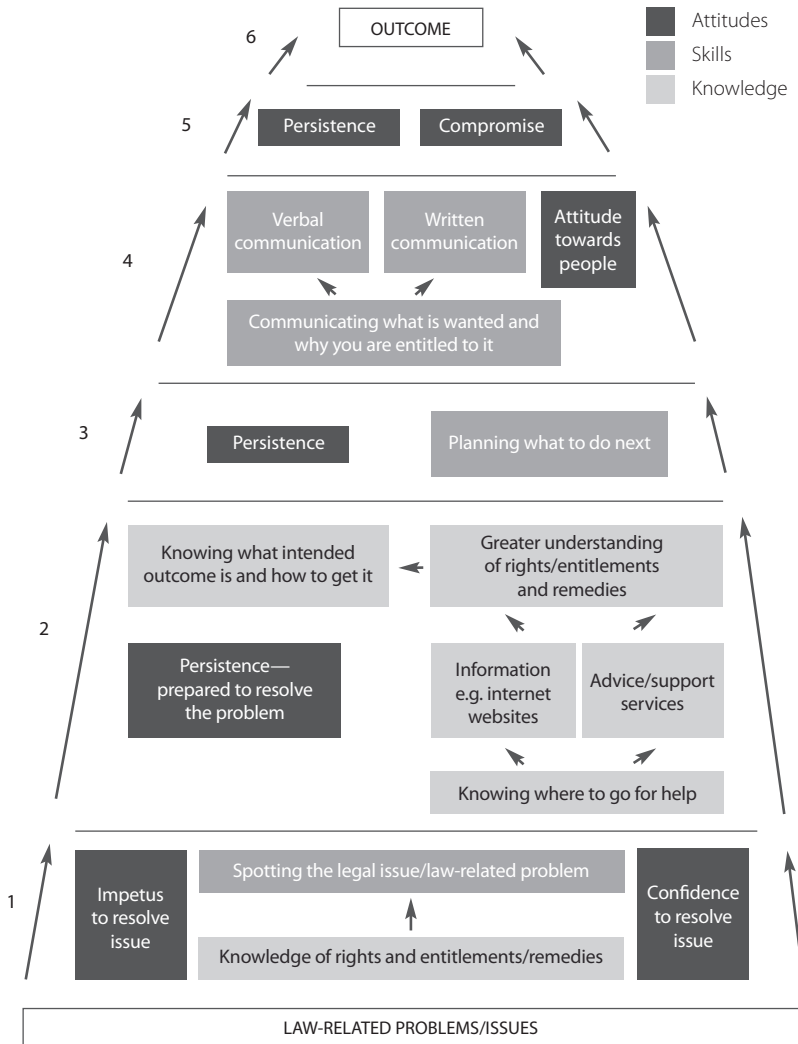 6
OUTCOME
Attitudes
Skills
Knowledge
5
Persistence
Compromise
4
Verbal
communication
Written
communication
Attitude
towards
people
Communicating what is wanted and
why you are entitled to it
3
Persistence
Planning what to do next
2
Knowing what intended
outcome is and how to get it
Greater understanding
of rights/entitlements
and remedies
Persistence—
prepared to resolve
the problem
Information
e.g. internet
websites
Advice/support
services
Knowing where to go for help
1
Impetus
to resolve
issue
Spotting the legal issue/law-related problem
Confidence
to resolve
issue
Knowledge of rights and entitlements/remedies
LAW-RELATED PROBLEMS/ISSUES